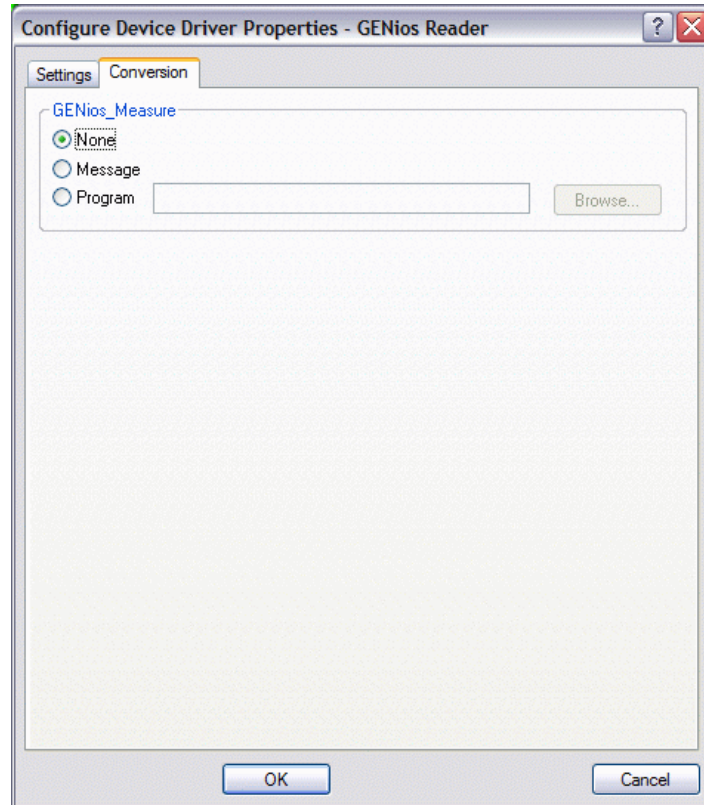 Configure Device Driver Properties - GENios Reader
Settings Conversion
GENios_Measure
None
Message
Program Browse...
OK Cancel